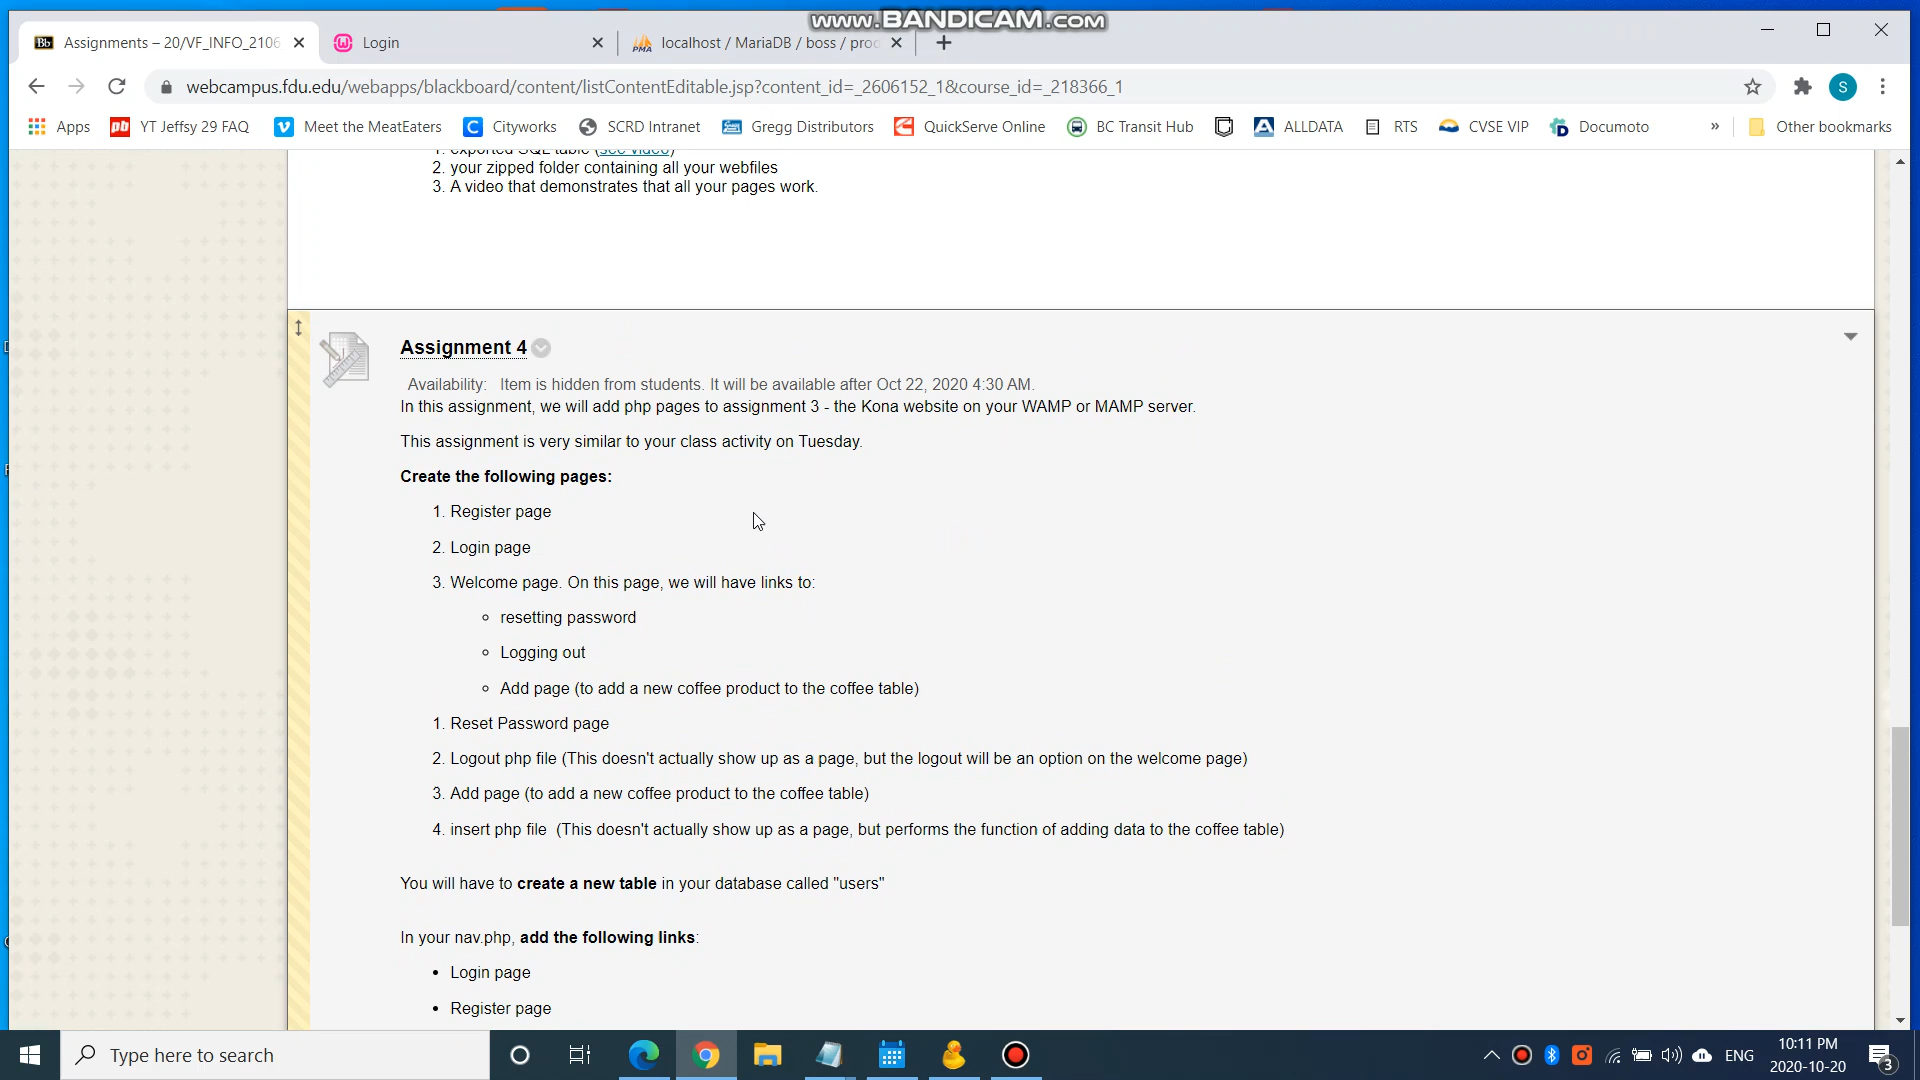 www.BANDICAM.com
Bb Assignments – 20/VF_INFO_2106
Login
localhost / MariaDB / boss / prod
webcampus.fdu.edu/webapps/blackboard/content/listContentEditable.jsp?content_id=_2606152_1&course_id=_218366_1
S
Apps
pb YT Jeffsy 29 FAQ
Meet the MeatEaters
Cityworks
SCRD Intranet
Gregg Distributors
QuickServe Online
BC Transit Hub
ALLDATA
RTS
CVSE VIP
Documoto
»
Other bookmarks
1. exported SQL table (see video)
2. your zipped folder containing all your webfiles
3. A video that demonstrates that all your pages work.
Assignment 4
Availability: Item is hidden from students. It will be available after Oct 22, 2020 4:30 AM.
In this assignment, we will add php pages to assignment 3 - the Kona website on your WAMP or MAMP server.
This assignment is very similar to your class activity on Tuesday.
Create the following pages:
1. Register page
2. Login page
3. Welcome page. On this page, we will have links to:
resetting password
Logging out
Add page (to add a new coffee product to the coffee table)
1. Reset Password page
2. Logout php file (This doesn't actually show up as a page, but the logout will be an option on the welcome page)
3. Add page (to add a new coffee product to the coffee table)
4. insert php file (This doesn't actually show up as a page, but performs the function of adding data to the coffee table)
You will have to create a new table in your database called "users"
In your nav.php, add the following links:
• Login page
• Register page
Type here to search
ENG
10:11 PM
2020-10-20
3